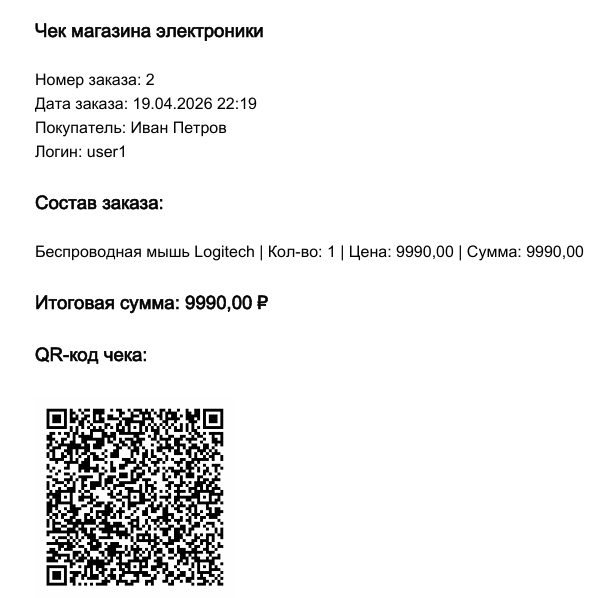 Чек магазина электроники
Номер заказа: 2
Дата заказа: 19.04.2026 22:19
Покупатель: Иван Петров
Логин: user1
Состав заказа:
Беспроводная мышь Logitech | Кол-во: 1 | Цена: 9990,00 | Сумма: 9990,00
Итоговая сумма: 9990,00 ₽
QR-код чека: